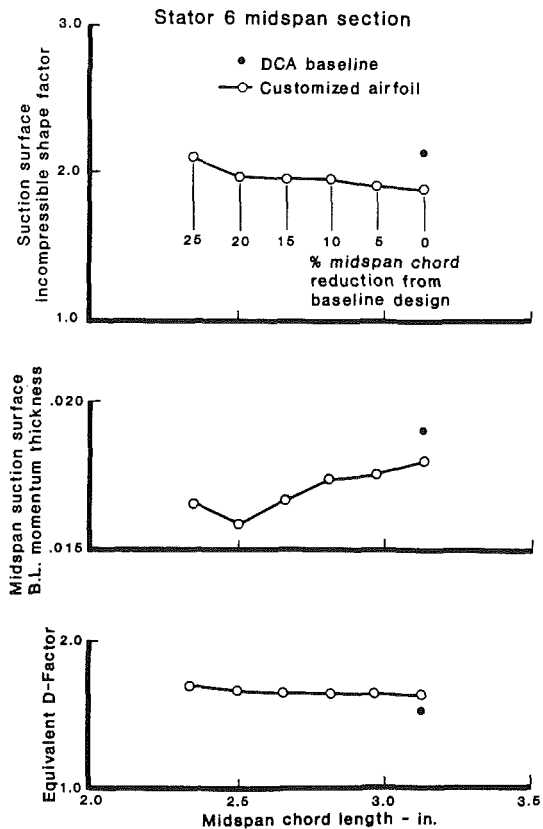 Stator 6 midspan section
DCA baseline
Customized airfoil
Suction surface
incompressible shape factor
3.0
2.0
1.0
25 20 15 10 5 0
% midspan chord
reduction from
baseline design
Midspan suction surface
B.L. momentum thickness
.020
.015
Equivalent D-Factor
2.0
1.0
2.0 2.5 3.0 3.5
Midspan chord length - in.